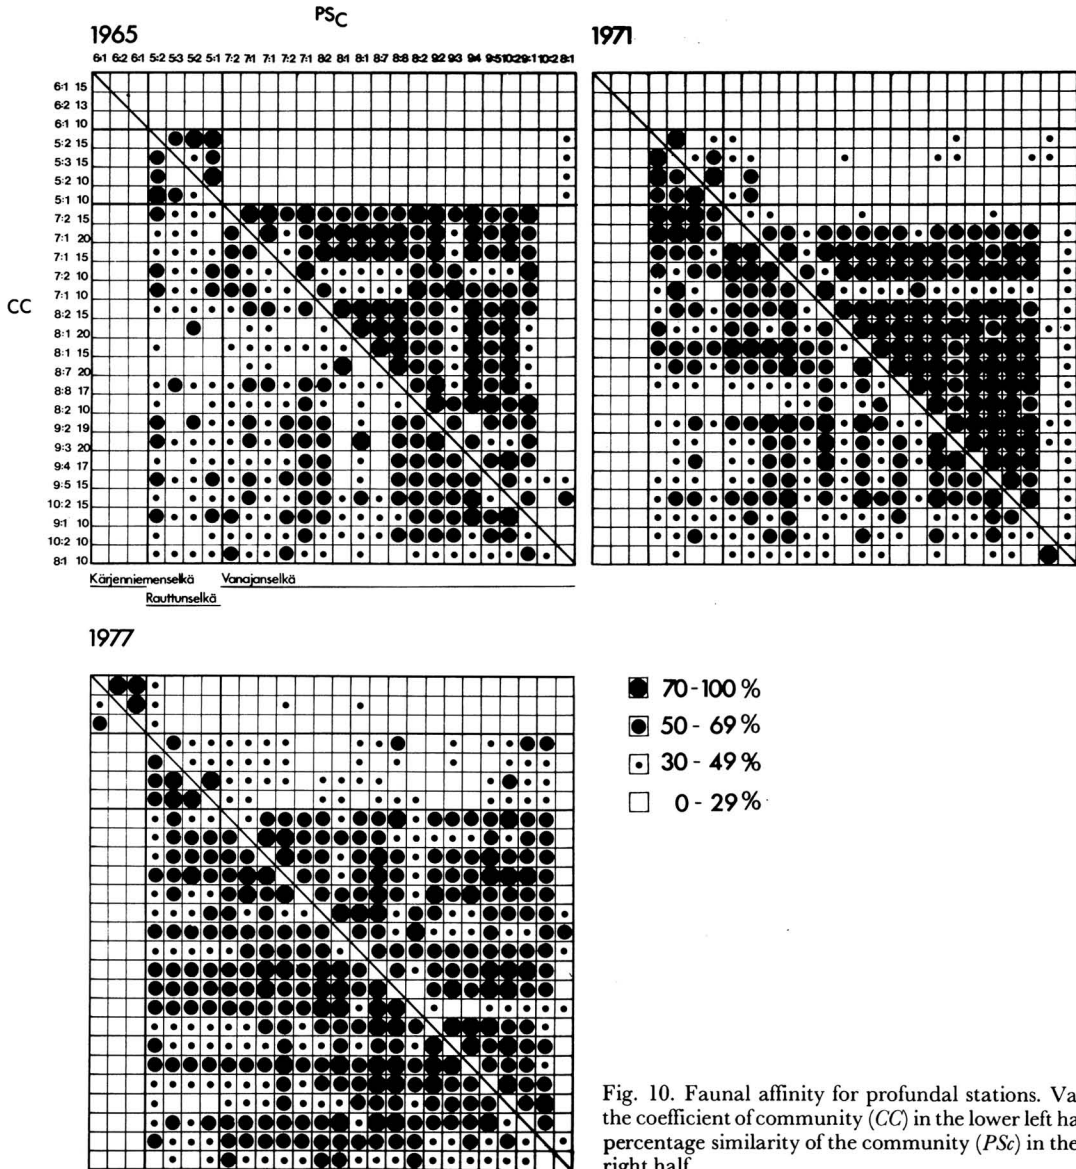 PSC
1965
1971
6:1 6:2 6:1 5:2 5:3 5:2 5:1 7:2 7:1 7:1 7:2 7:1 8:2 8:1 8:1 8:7 8:8 8:2 9:2 9:3 9:4 9:5 10:2 9:1 10:2 8:1
6:1 15
6:2 13
6:1 10
5:2 15
5:3 15
5:2 10
5:1 10
7:2 15
7:1 20
7:1 15
7:2 10
7:1 10
CC
8:2 15
8:1 20
8:1 15
8:7 20
8:8 17
8:2 10
9:2 19
9:3 20
9:4 17
9:5 15
10:2 15
9:1 10
10:2 10
8:1 10
Kärjenniemenselkä Vanajanselkä
Rauttunselkä
1977
70-100 %
50 - 69 %
30 - 49 %
0 - 29 %
Fig. 10. Faunal affinity for profundal stations. Va
the coefficient of community (CC) in the lower left ha
percentage similarity of the community (PSc) in the
right half